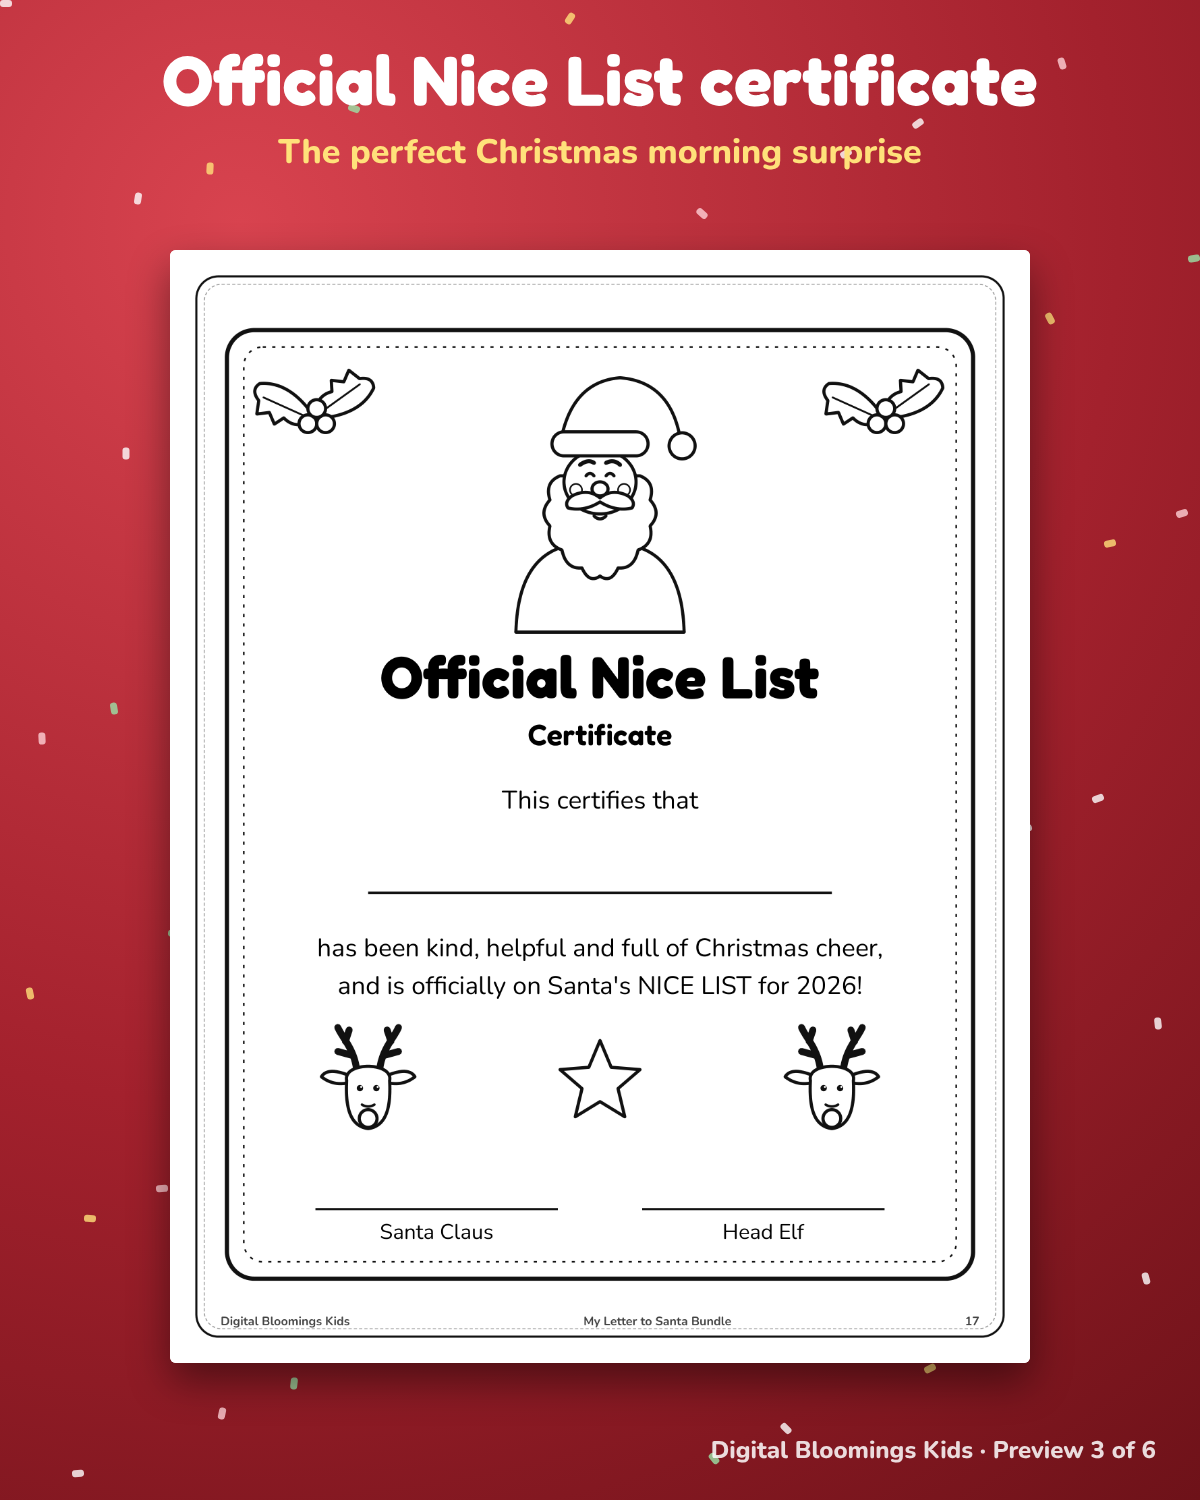 Official Nice List certificate
The perfect Christmas morning surprise
Official Nice List
Certificate
This certifies that
has been kind, helpful and full of Christmas cheer,
and is officially on Santa's NICE LIST for 2026!
Santa Claus
Head Elf
Digital Bloomings Kids
My Letter to Santa Bundle
17
Digital Bloomings Kids · Preview 3 of 6